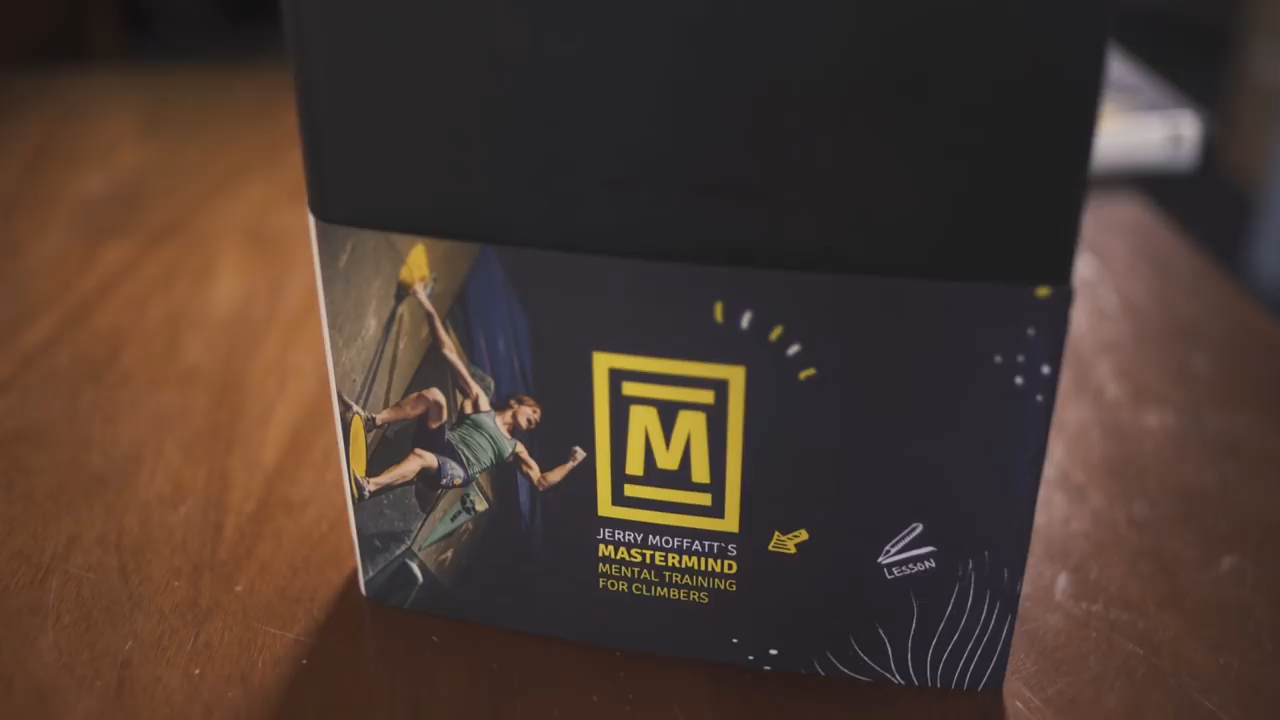 M
JERRY MOFFATT`S
MASTERMIND
MENTAL TRAINING
FOR CLIMBERS
LESSON